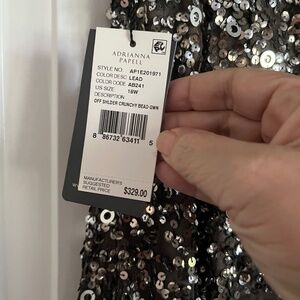 ADRIANNA
PAPELL
STYLE NO. AP1E201971
COLOR DESC LEAD
COLOR CODE AB241
US SIZE 18W
DESCRIPTION
OFF SHLDER CRUNCHY BEAD GWN
8 86732 63411 5
MANUFACTURER'S
SUGGESTED
RETAIL PRICE $329.00